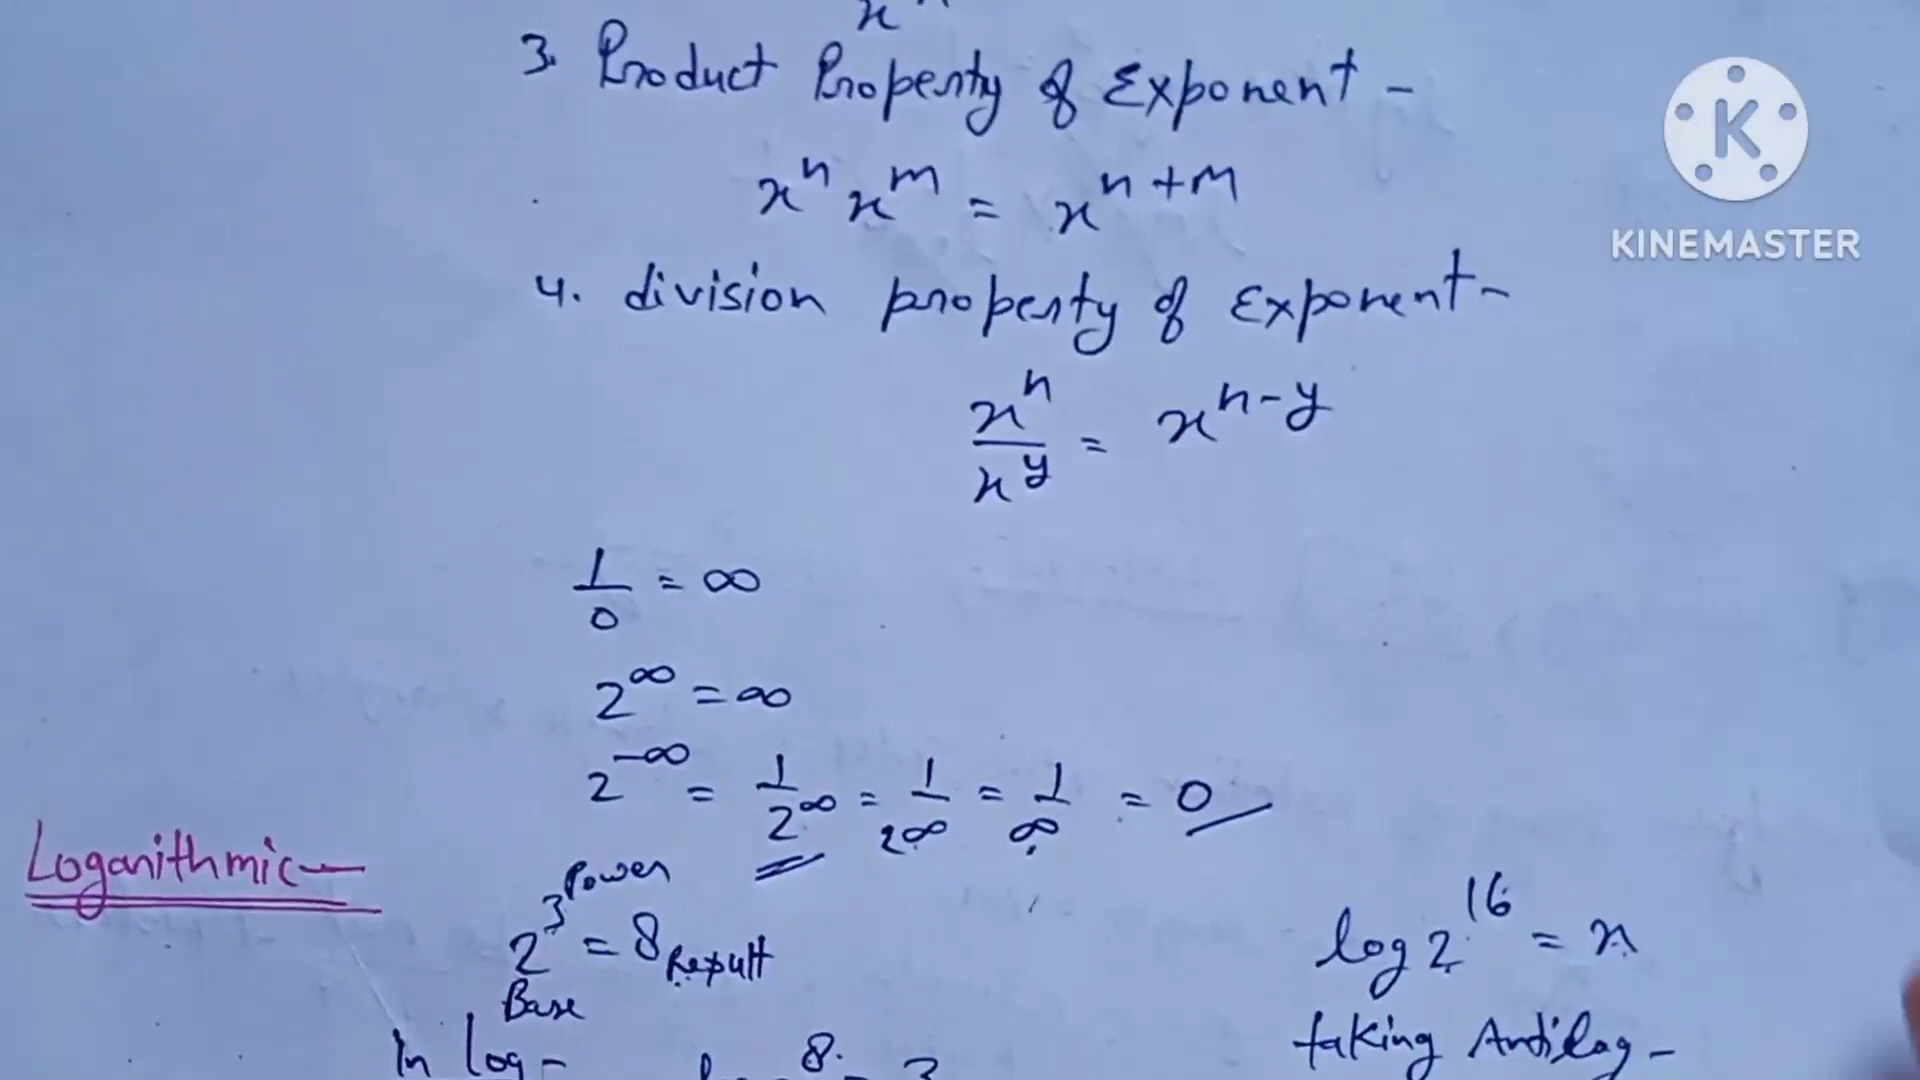 3. Product Property of Exponent -
xⁿ xᵐ = xⁿ⁺ᵐ
4. division property of Exponent -
xⁿ/x^y = x^(n-y)
1/0 = ∞
2^∞ = ∞
2^-∞ = 1/2^∞ = 1/2∞ = 1/∞ = 0
Logarithmic -
Power
2³ = 8 Result
Base
In log -
8 = 3
log 2^16 = x
taking Antilog -
K
KINEMASTER